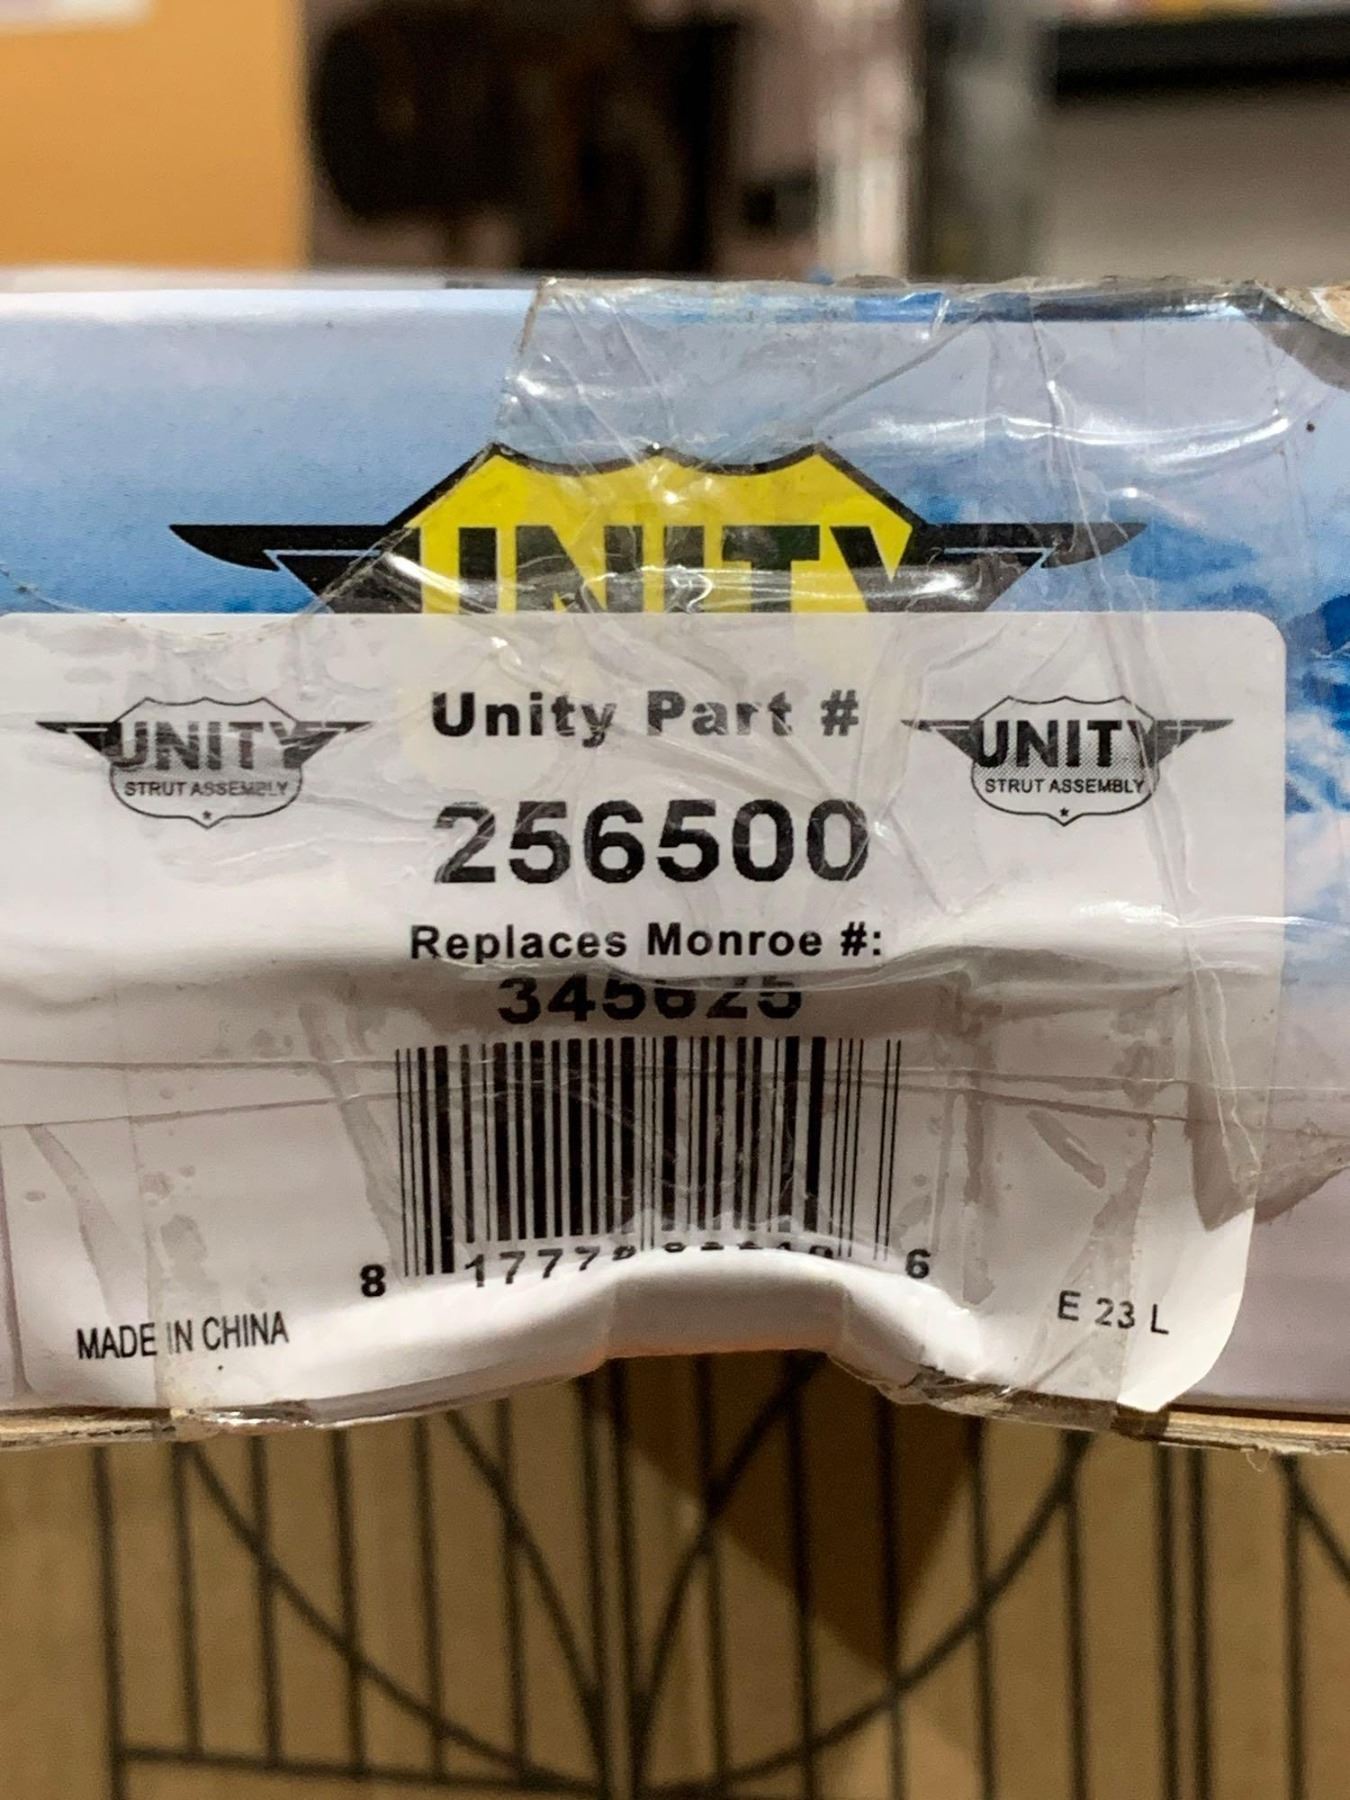 UNITY
Unity Part #
UNITY
STRUT ASSEMBLY
UNITY
STRUT ASSEMBLY
256500
Replaces Monroe #:
345625
8
6
MADE IN CHINA
E 23 L